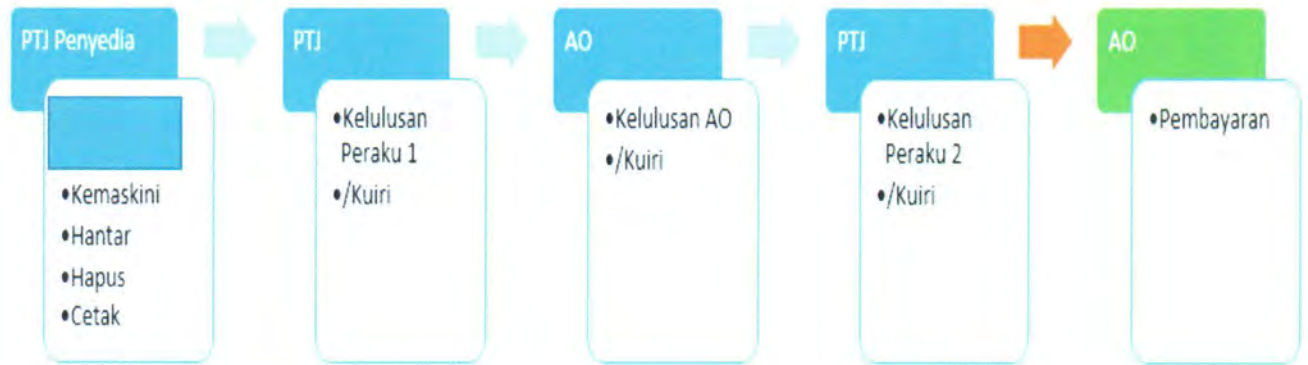 PTJ Penyedia
•Kemaskini
•Hantar
•Hapus
•Cetak
PTJ
•Kelulusan
Peraku 1
•/Kuiri
AO
•Kelulusan AO
•/Kuiri
PTJ
•Kelulusan
Peraku 2
•/Kuiri
AO
•Pembayaran